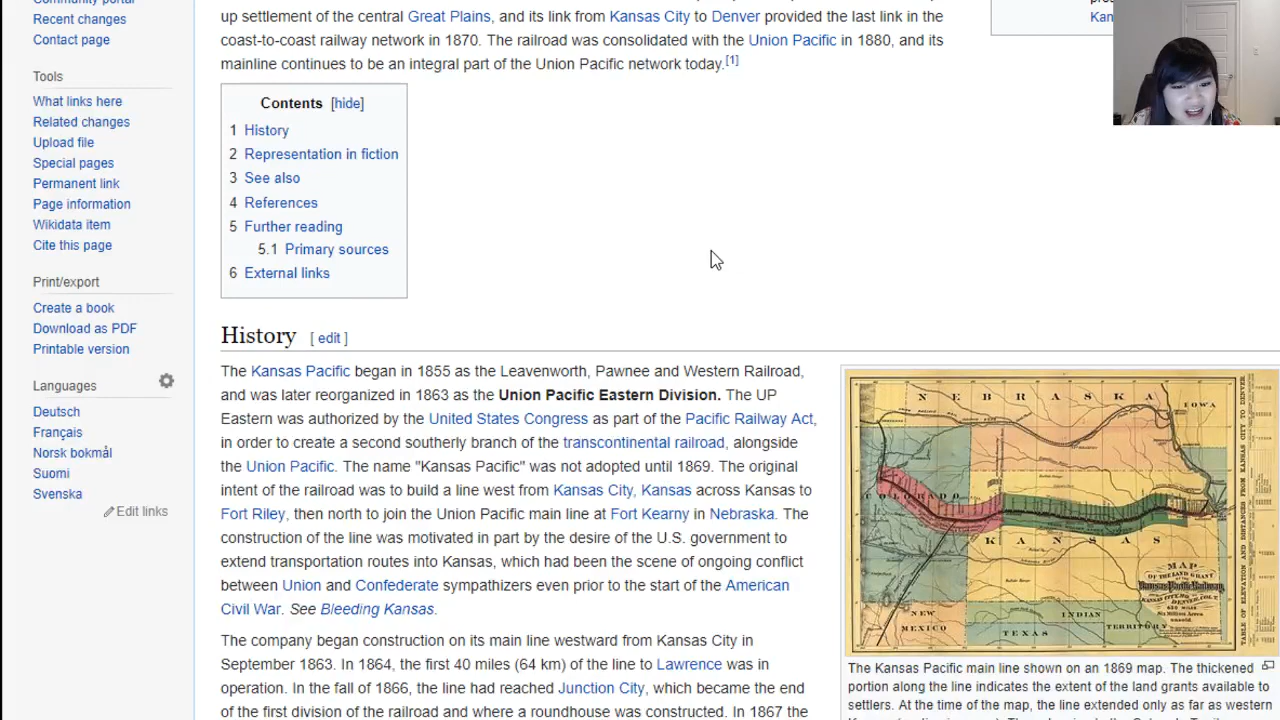 Community portal
Recent changes
Contact page
Tools
What links here
Related changes
Upload file
Special pages
Permanent link
Page information
Wikidata item
Cite this page
Print/export
Create a book
Download as PDF
Printable version
Languages
Deutsch
Français
Norsk bokmål
Suomi
Svenska
Edit links
up settlement of the central Great Plains, and its link from Kansas City to Denver provided the last link in the
coast-to-coast railway network in 1870. The railroad was consolidated with the Union Pacific in 1880, and its
mainline continues to be an integral part of the Union Pacific network today.[1]
Kan
Contents [hide]
1 History
2 Representation in fiction
3 See also
4 References
5 Further reading
5.1 Primary sources
6 External links
History [ edit ]
The Kansas Pacific began in 1855 as the Leavenworth, Pawnee and Western Railroad,
and was later reorganized in 1863 as the Union Pacific Eastern Division. The UP
Eastern was authorized by the United States Congress as part of the Pacific Railway Act,
in order to create a second southerly branch of the transcontinental railroad, alongside
the Union Pacific. The name "Kansas Pacific" was not adopted until 1869. The original
intent of the railroad was to build a line west from Kansas City, Kansas across Kansas to
Fort Riley, then north to join the Union Pacific main line at Fort Kearny in Nebraska. The
construction of the line was motivated in part by the desire of the U.S. government to
extend transportation routes into Kansas, which had been the scene of ongoing conflict
between Union and Confederate sympathizers even prior to the start of the American
Civil War. See Bleeding Kansas.
The company began construction on its main line westward from Kansas City in
September 1863. In 1864, the first 40 miles (64 km) of the line to Lawrence was in
operation. In the fall of 1866, the line had reached Junction City, which became the end
of the first division of the railroad and where a roundhouse was constructed. In 1867 the
NEBRASKA
IOWA
COLORADO
KANSAS
NEW
MEXICO
TEXAS
INDIAN
TERRITORY
MAP
OF THE LAND GRANT
OF THE
Kansas Pacific Railway
TABLE OF ELEVATION AND DISTANCES FROM KANSAS CITY TO DENVER
The Kansas Pacific main line shown on an 1869 map. The thickened
portion along the line indicates the extent of the land grants available to
settlers. At the time of the map, the line extended only as far as western